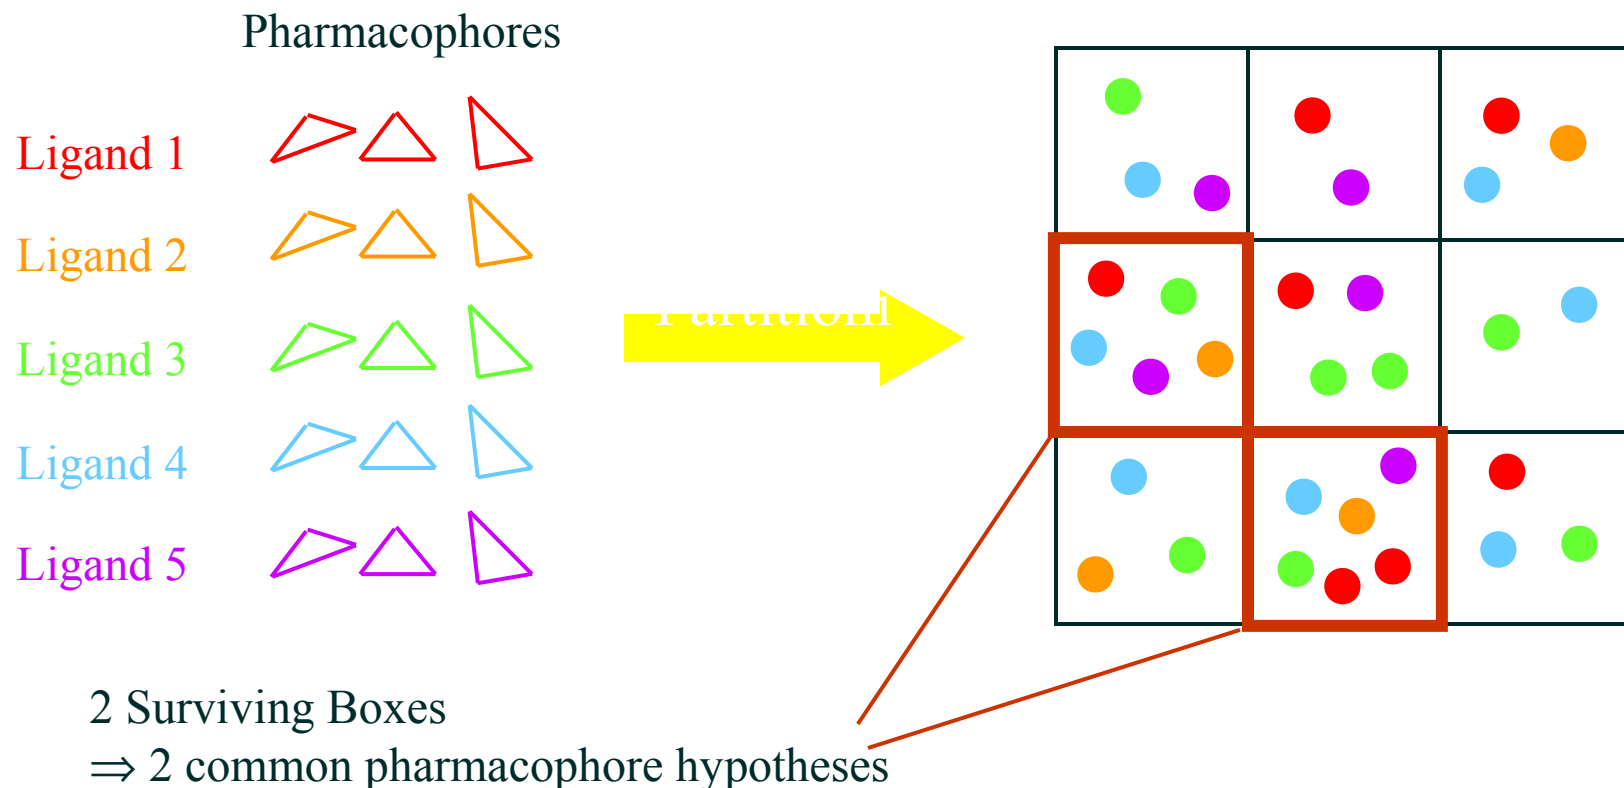 Pharmacophores
Ligand 1
Ligand 2
Ligand 3
Ligand 4
Ligand 5
2 Surviving Boxes
⇒ 2 common pharmacophore hypotheses